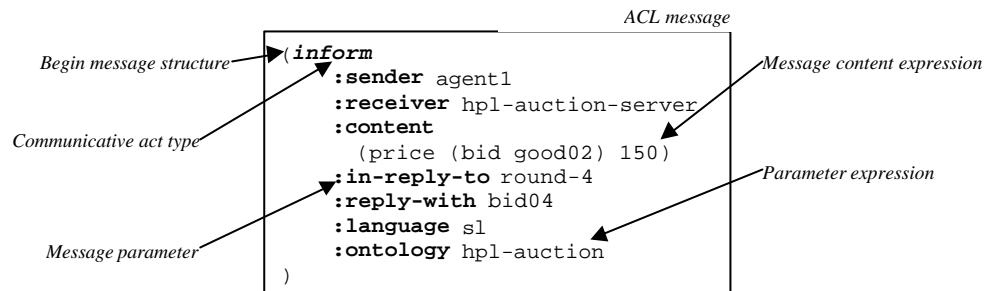 ACL message
(inform
Begin message structure
:sender agent1
Message content expression
:receiver hpl-auction-server
:content
Communicative act type
(price (bid good02) 150)
:in-reply-to round-4
Parameter expression
:reply-with bid04
:language sl
Message parameter
:ontology hpl-auction
)